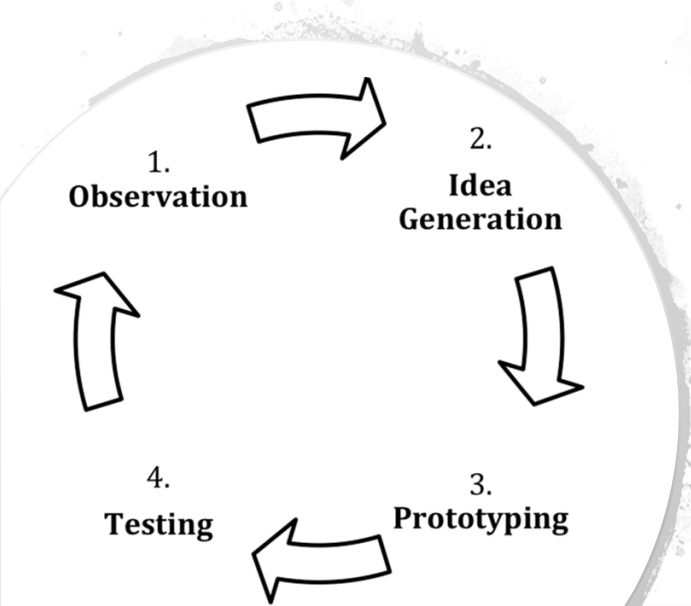 1.
Observation
2.
Idea
Generation
3.
Prototyping
4.
Testing